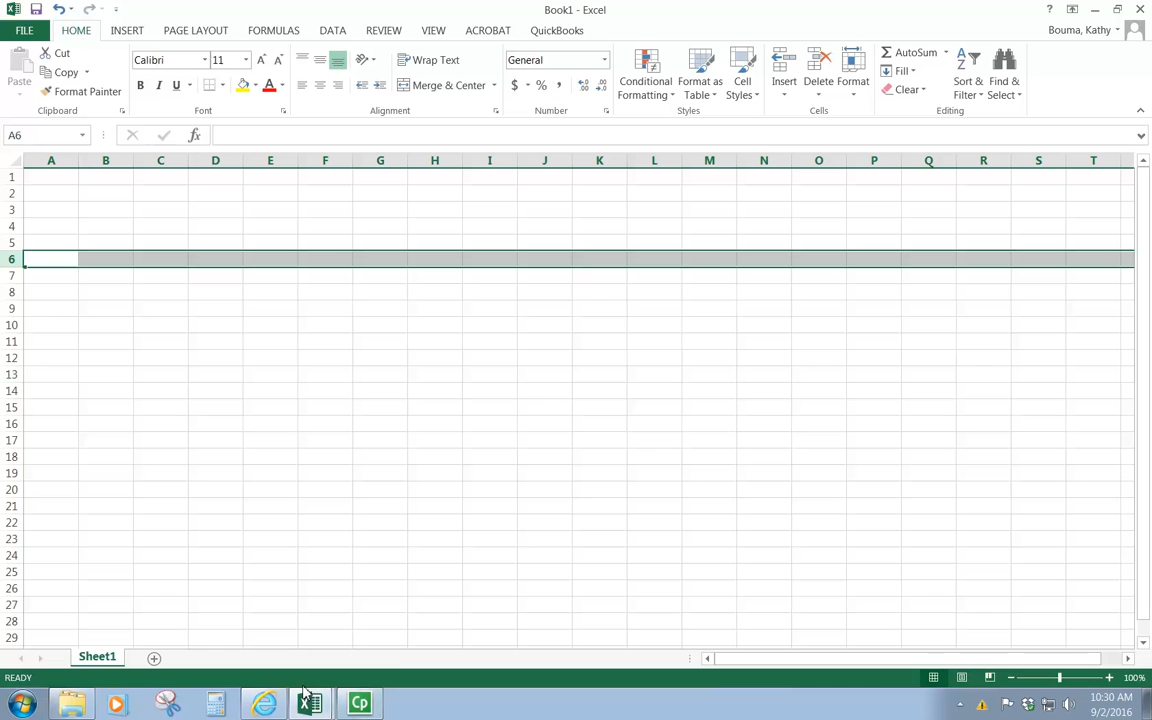 Book1 - Excel
?
FILE HOME INSERT PAGE LAYOUT FORMULAS DATA REVIEW VIEW ACROBAT QuickBooks Bouma, Kathy
Paste Cut Copy Format Painter
Clipboard
Calibri 11
B I U A
Font
Wrap Text
Merge & Center
Alignment
General
$ % ,
Number
Conditional Formatting
Format as Table
Cell Styles
Styles
Insert Delete Format
Cells
AutoSum
Fill
Clear
Sort & Filter
Find & Select
Editing
A6 fx
A B C D E F G H I J K L M N O P Q R S T
1
2
3
4
5
6
7
8
9
10
11
12
13
14
15
16
17
18
19
20
21
22
23
24
25
26
27
28
29
Sheet1
READY 100%
Cp
10:30 AM
9/2/2016